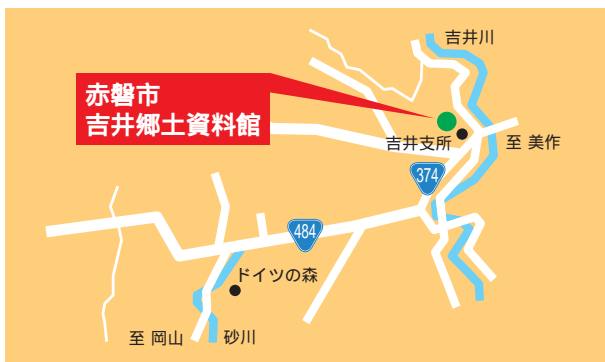 吉井川
赤磐市
吉井郷土資料館
吉井支所
至 美作
374
484
ドイツの森
至 岡山
砂川